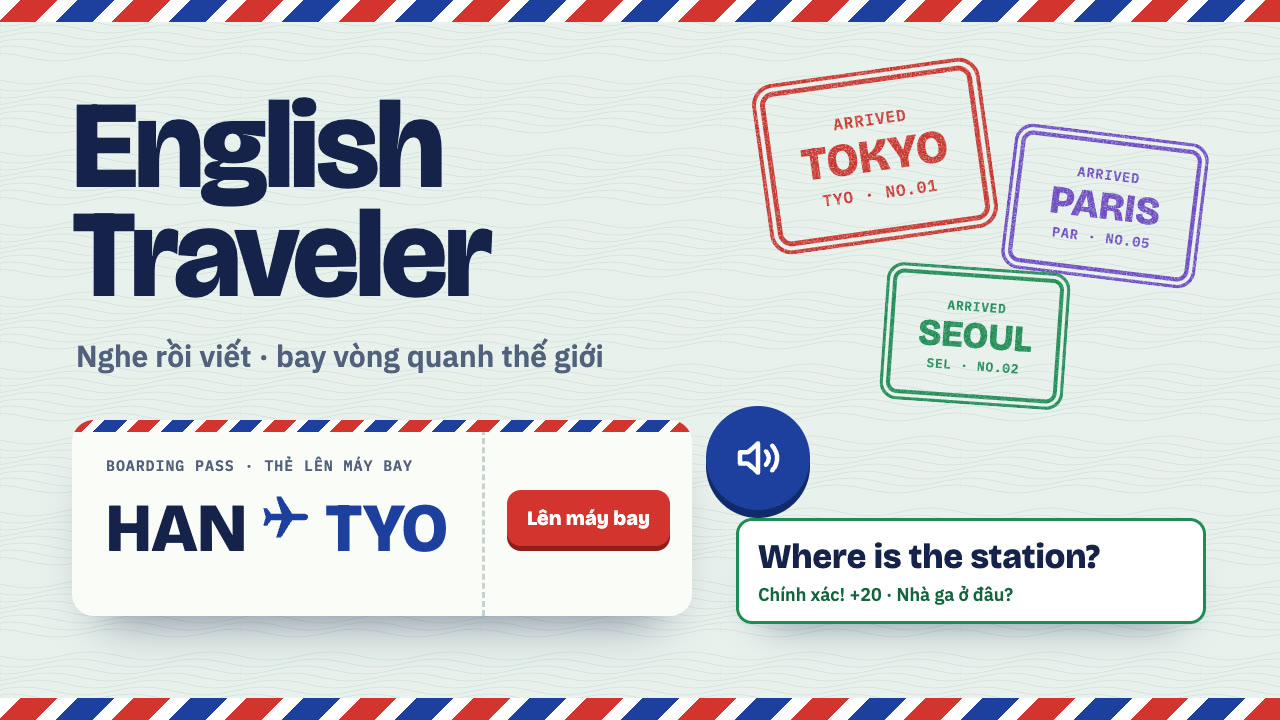 English
Traveler
Nghe rồi viết · bay vòng quanh thế giới
ARRIVED
TOKYO
TYO · NO.01
ARRIVED
PARIS
PAR · NO.05
ARRIVED
SEOUL
SEL · NO.02
BOARDING PASS · THẺ LÊN MÁY BAY
HAN TYO
Lên máy bay
Where is the station?
Chính xác! +20 · Nhà ga ở đâu?